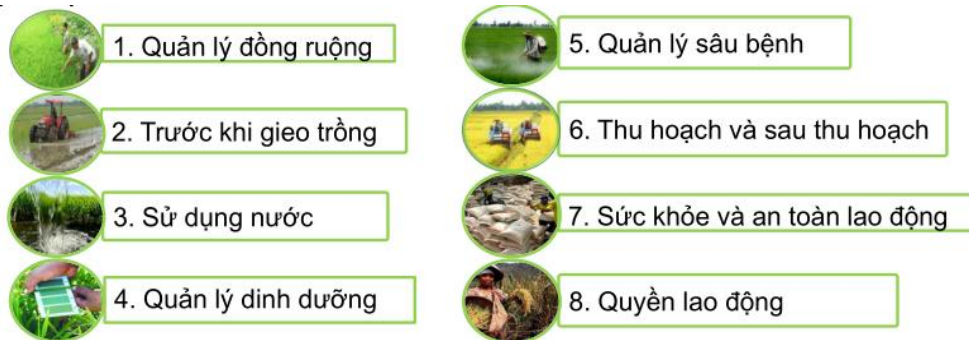 1. Quản lý đồng ruộng
2. Trước khi gieo trồng
3. Sử dụng nước
4. Quản lý dinh dưỡng
5. Quản lý sâu bệnh
6. Thu hoạch và sau thu hoạch
7. Sức khỏe và an toàn lao động
8. Quyền lao động